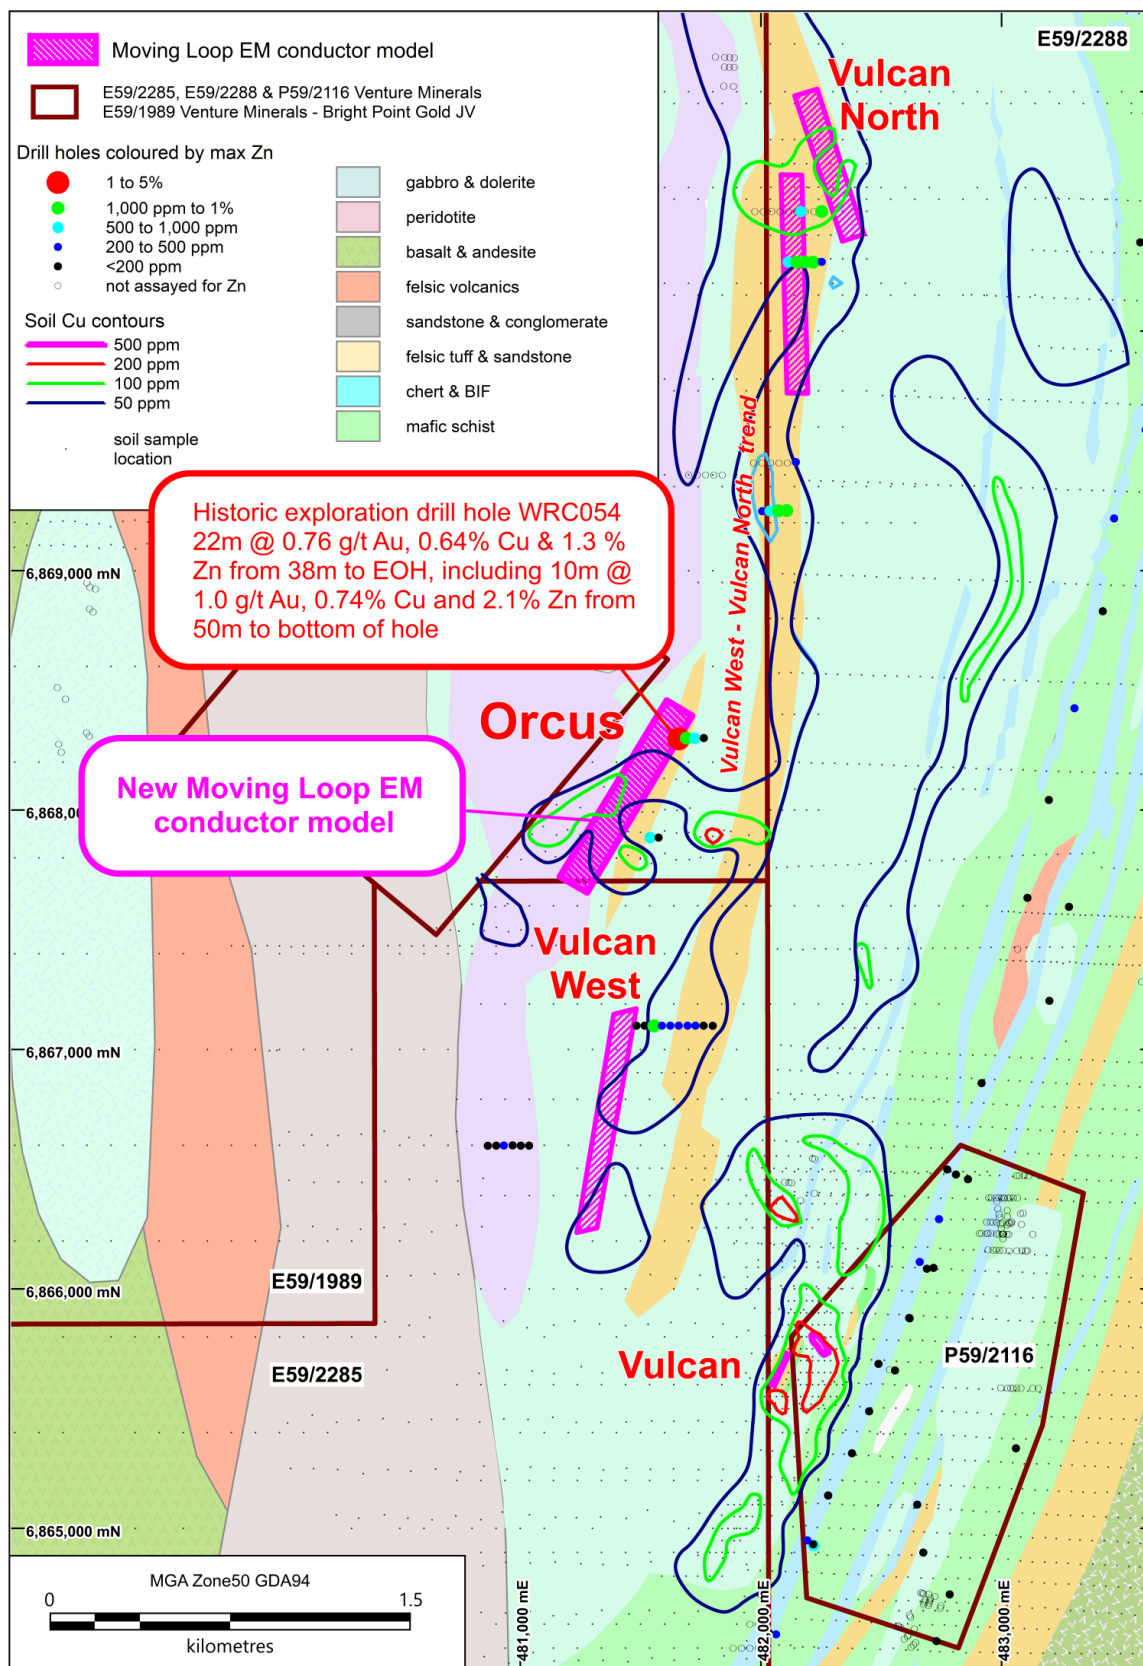 E59/2288
Moving Loop EM conductor model
E59/2285, E59/2288 & P59/2116 Venture Minerals
E59/1989 Venture Minerals - Bright Point Gold JV
Drill holes coloured by max Zn
1 to 5%
1,000 ppm to 1%
500 to 1,000 ppm
200 to 500 ppm
<200 ppm
not assayed for Zn
Soil Cu contours
500 ppm
200 ppm
100 ppm
50 ppm
soil sample
location
gabbro & dolerite
peridotite
basalt & andesite
felsic volcanics
sandstone & conglomerate
felsic tuff & sandstone
chert & BIF
mafic schist
Vulcan
North
Vulcan West - Vulcan North trend
Historic exploration drill hole WRC054
22m @ 0.76 g/t Au, 0.64% Cu & 1.3 %
Zn from 38m to EOH, including 10m @
1.0 g/t Au, 0.74% Cu and 2.1% Zn from
50m to bottom of hole
6,869,000 mN
Orcus
New Moving Loop EM
conductor model
6,868,0
Vulcan
West
6,867,000 mN
E59/1989
6,866,000 mN
E59/2285
Vulcan
P59/2116
6,865,000 mN
MGA Zone50 GDA94
0 1.5
kilometres
481,000 mE
482,000 mE
483,000 mE